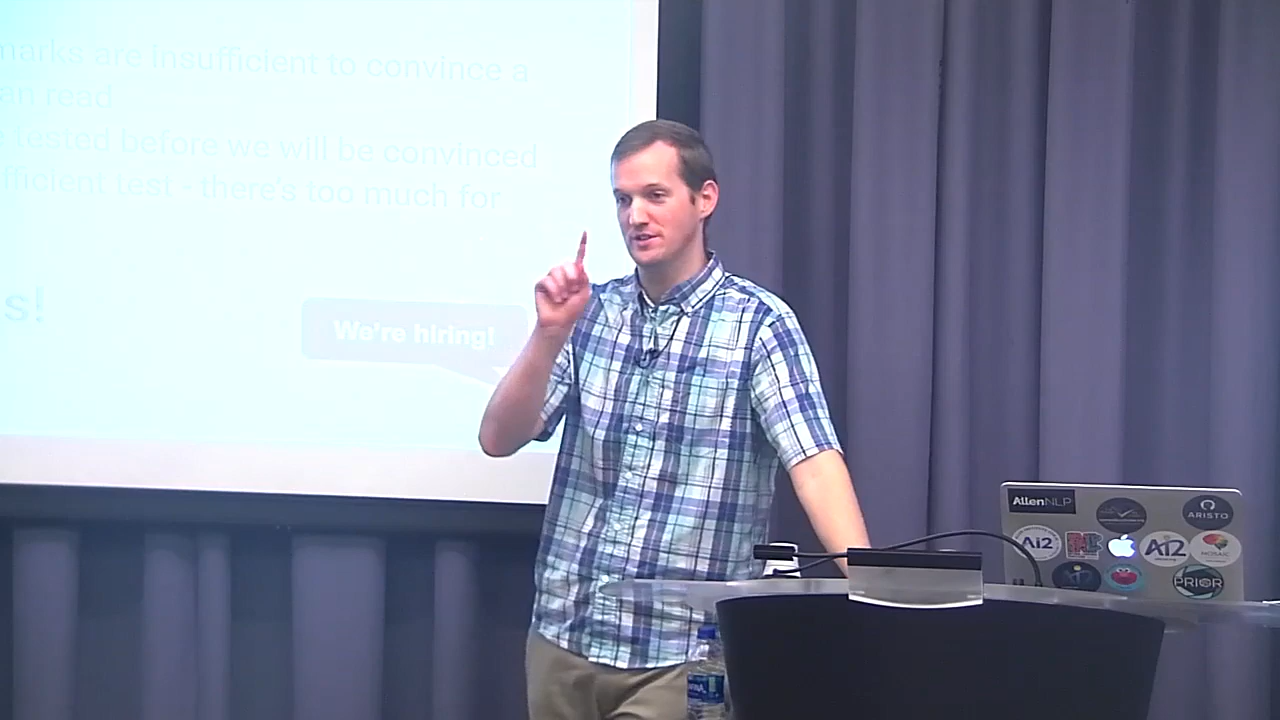 marks are insufficient to convince a
an read
e tested before we will be convinced
fficient test - there's too much for
s!
We're hiring!
AllenNLP
ARISTO
Ai2
AI2
MOSAIC
PRIOR